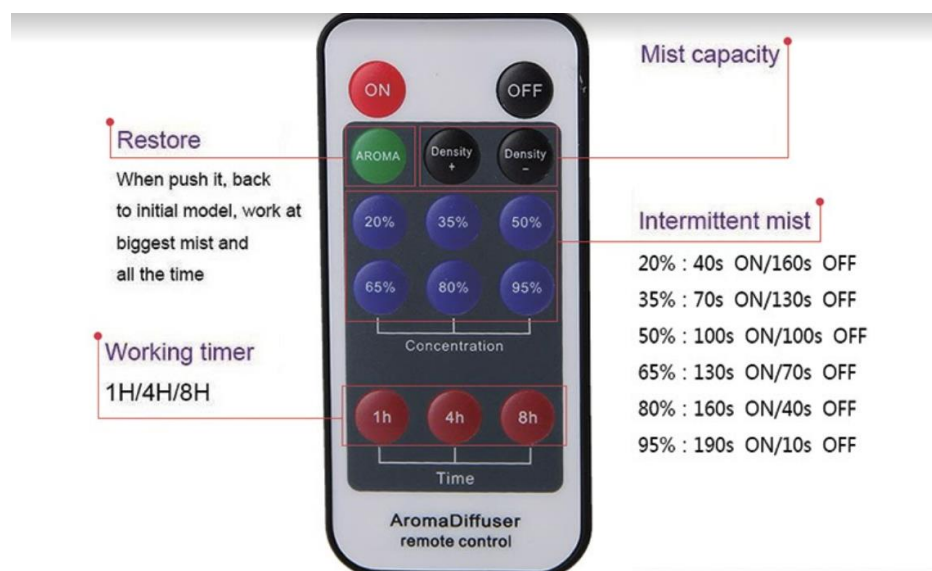 Mist capacity
ON
OFF
Restore
When push it, back
to initial model, work at
biggest mist and
all the time
AROMA
Density
+
Density
-
20%
35%
50%
65%
80%
95%
Concentration
Intermittent mist
20% : 40s ON/160s OFF
35% : 70s ON/130s OFF
50% : 100s ON/100s OFF
65% : 130s ON/70s OFF
80% : 160s ON/40s OFF
95% : 190s ON/10s OFF
Working timer
1H/4H/8H
1h
4h
8h
Time
AromaDiffuser
remote control